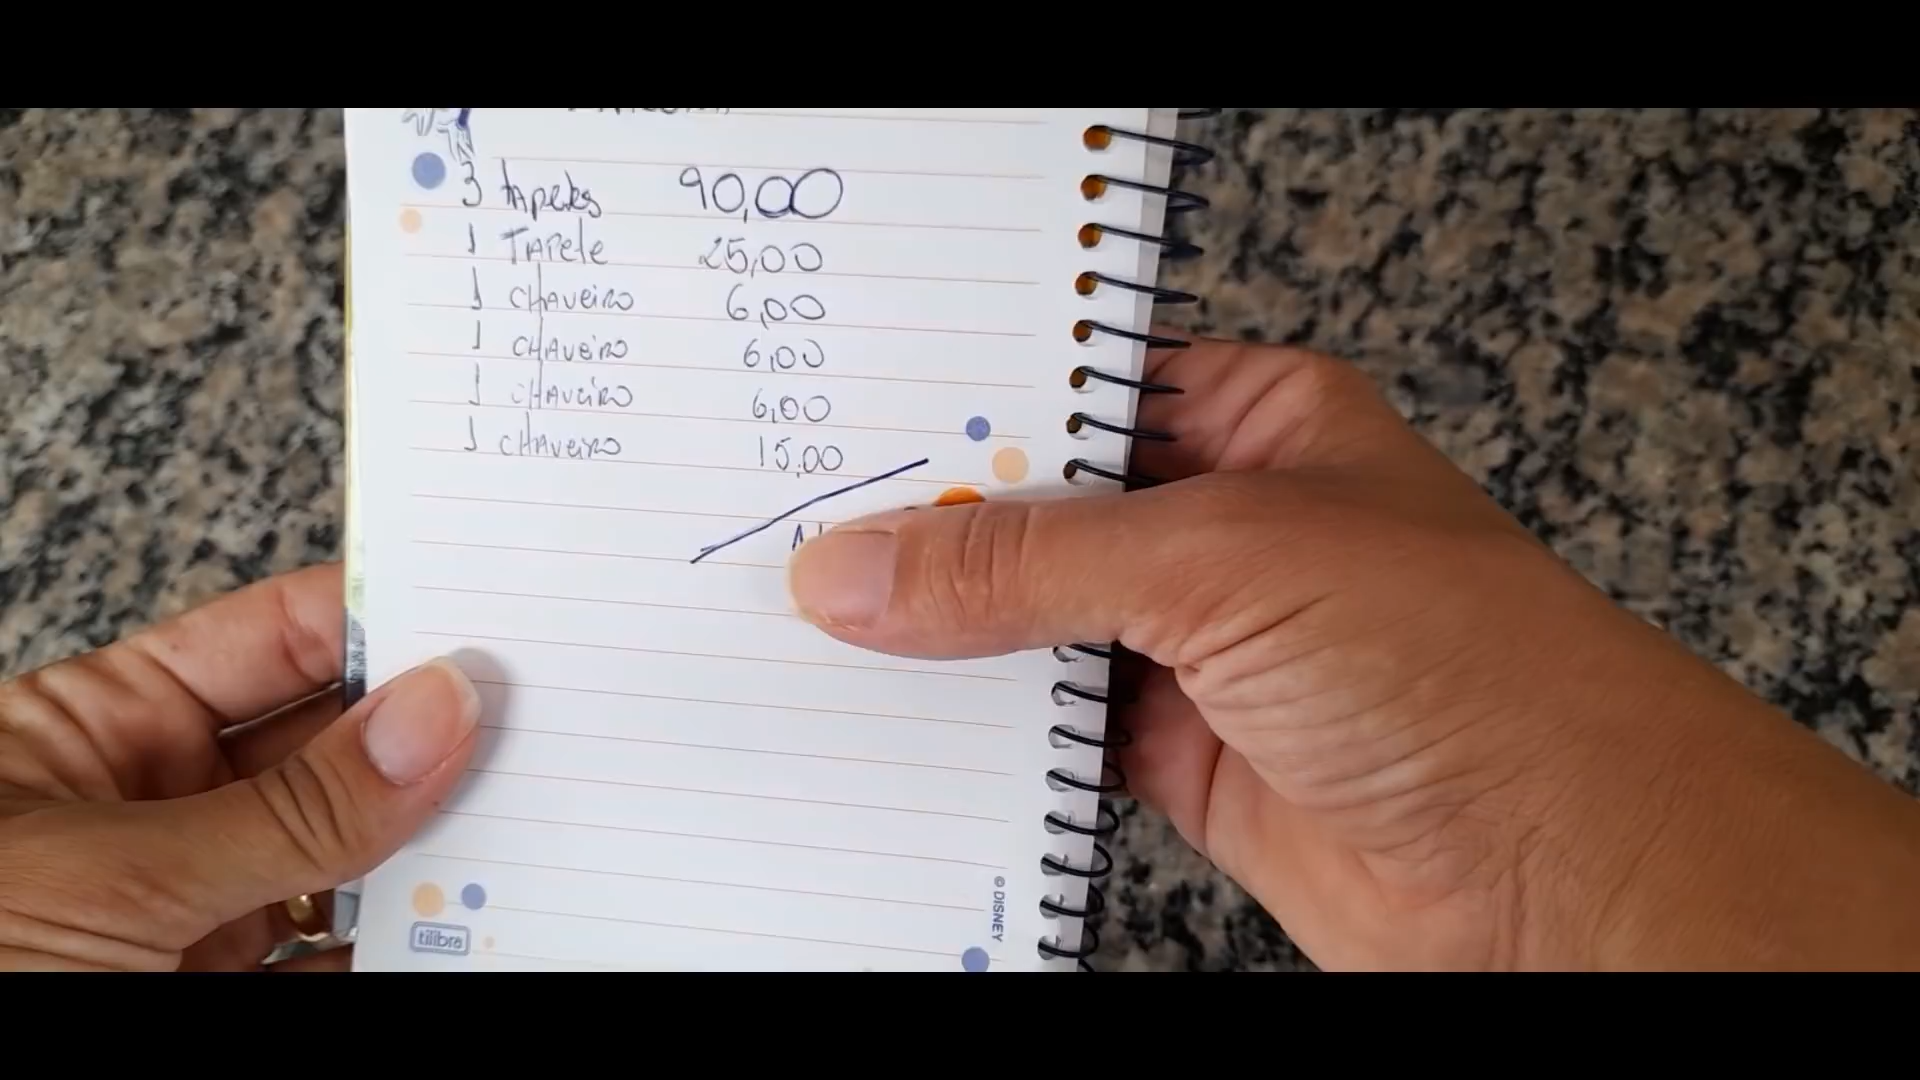 3 tApetes 90,00
1 TAPete 25,00
1 CHAveiRO 6,00
1 CHAveiRO 6,00
1 CHAveiRO 6,00
1 CHAveiRO 15,00
© DISNEY
tilibra